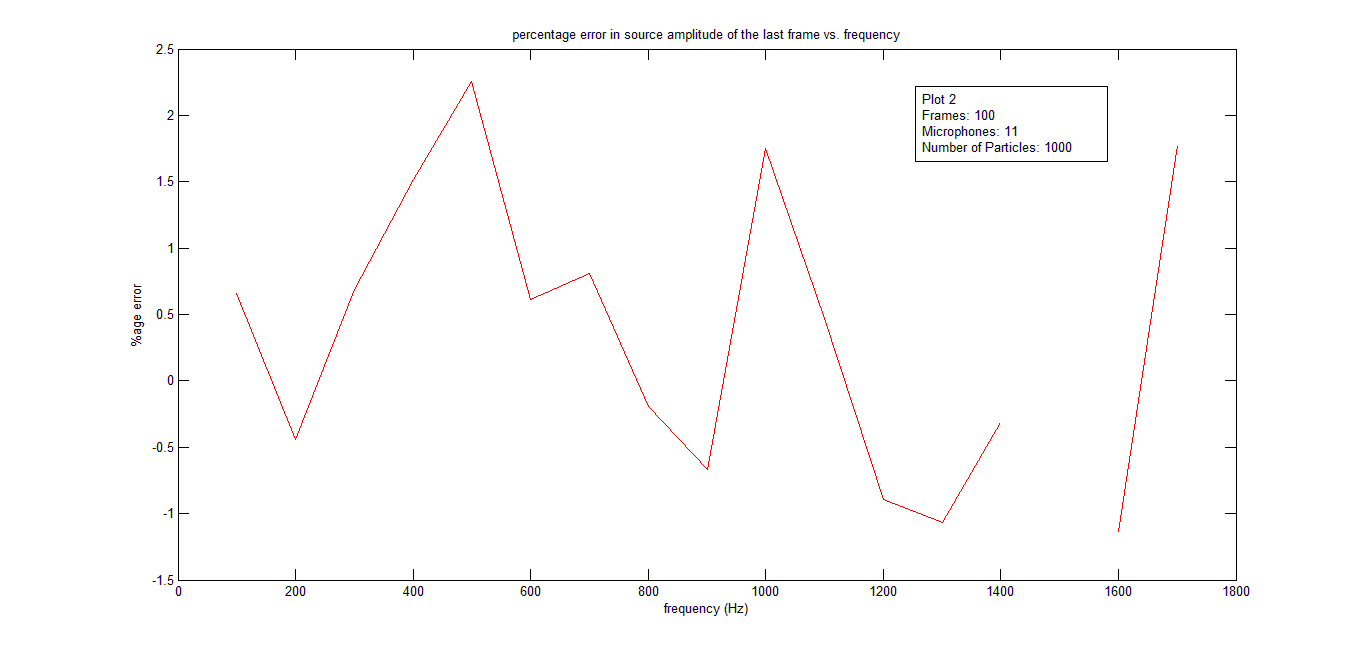 percentage error in source amplitude of the last frame vs. frequency
2.5
2
1.5
1
0.5
0
-0.5
-1
-1.5
%age error
Plot 2
Frames: 100
Microphones: 11
Number of Particles: 1000
0 200 400 600 800 1000 1200 1400 1600 1800
frequency (Hz)